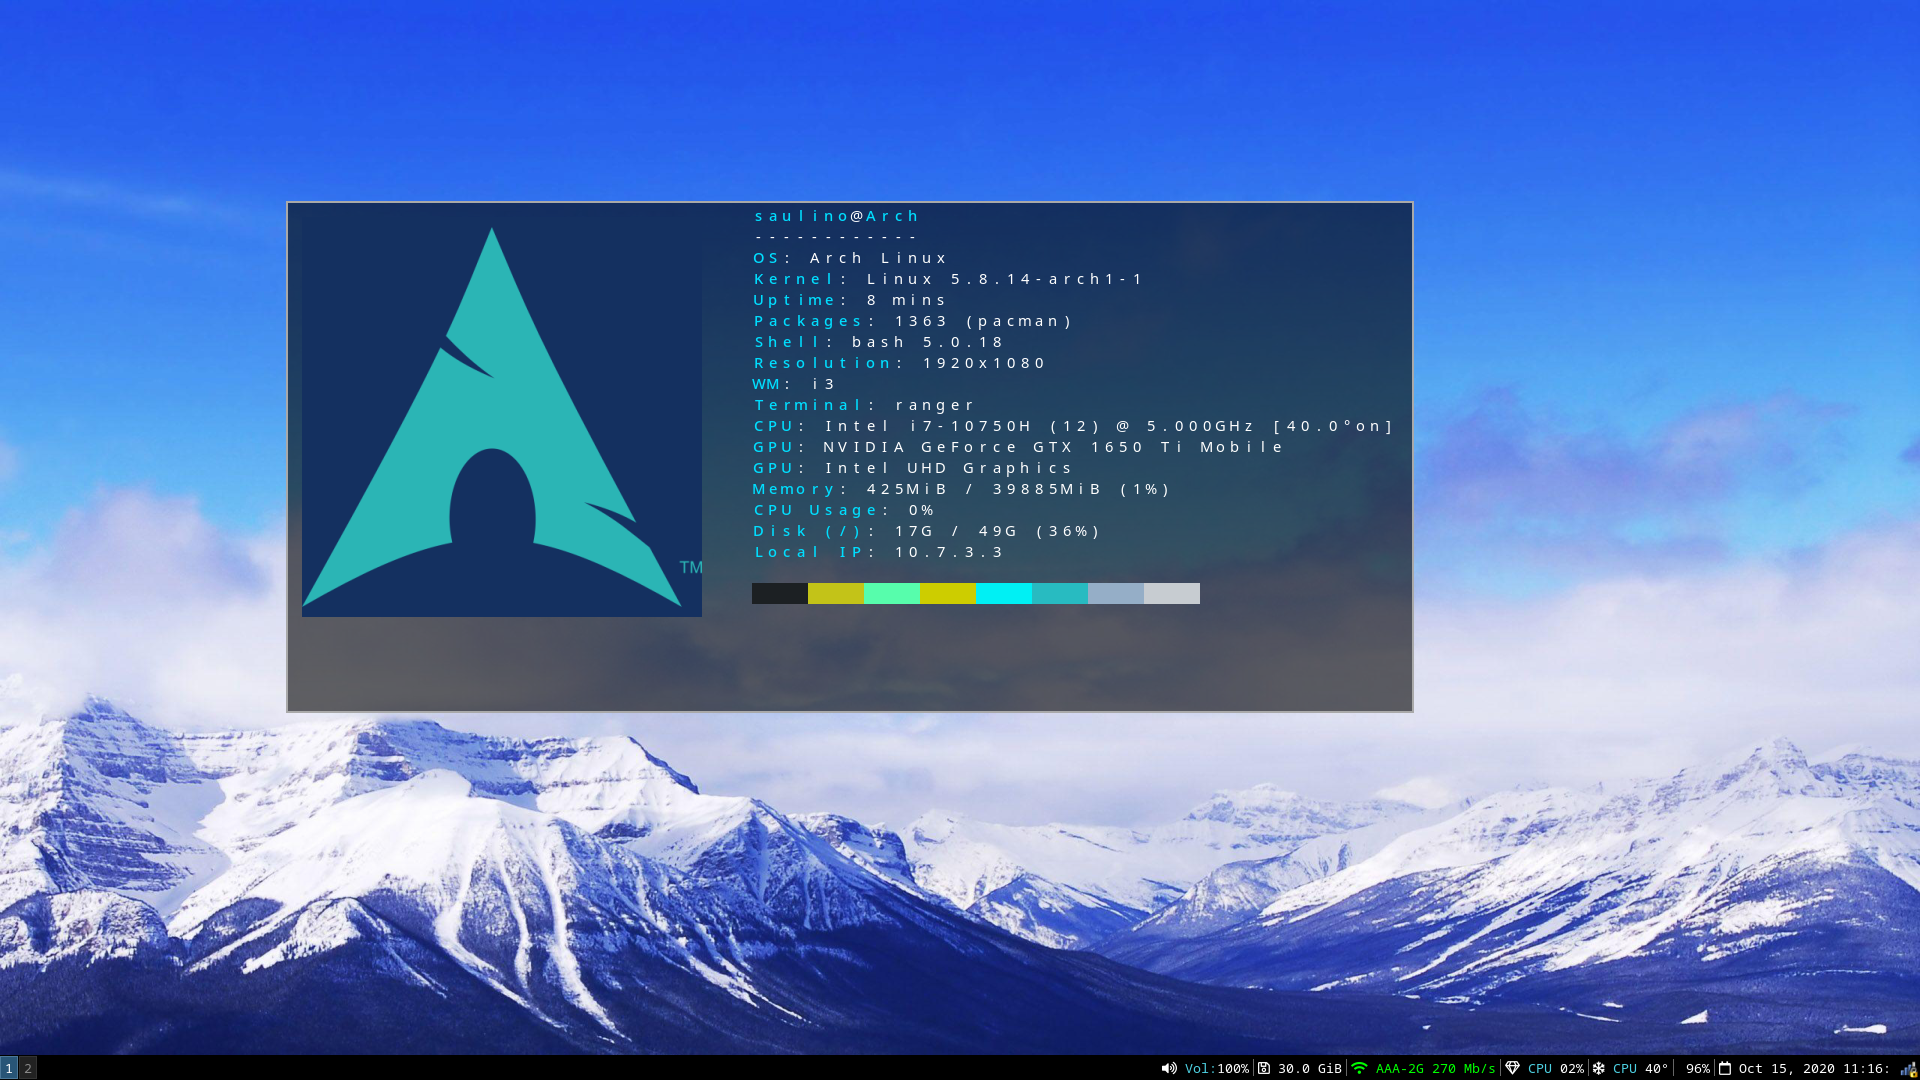 saulino@Arch
------------
OS: Arch Linux
Kernel: Linux 5.8.14-arch1-1
Uptime: 8 mins
Packages: 1363 (pacman)
Shell: bash 5.0.18
Resolution: 1920x1080
WM: i3
Terminal: ranger
CPU: Intel i7-10750H (12) @ 5.000GHz [40.0°on]
GPU: NVIDIA GeForce GTX 1650 Ti Mobile
GPU: Intel UHD Graphics
Memory: 425MiB / 39885MiB (1%)
CPU Usage: 0%
Disk (/): 17G / 49G (36%)
Local IP: 10.7.3.3
TM
1 2 Vol:100% 30.0 GiB AAA-2G 270 Mb/s CPU 02% CPU 40° 96% Oct 15, 2020 11:16: